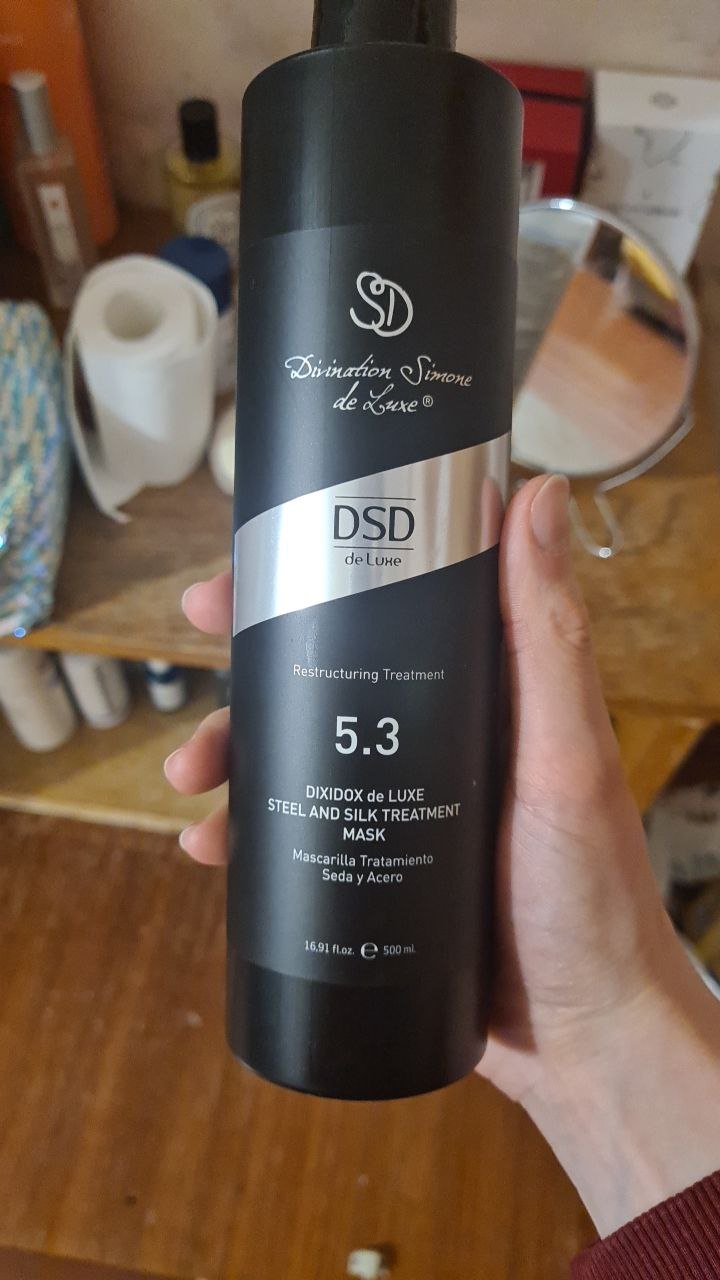 SD
Divination Simone
de Luxe®
DSD
de Luxe
Restructuring Treatment
5.3
DIXIDOX de LUXE
STEEL AND SILK TREATMENT
MASK
Mascarilla Tratamiento
Seda y Acero
16,91 fl.oz. ℮ 500 ml.